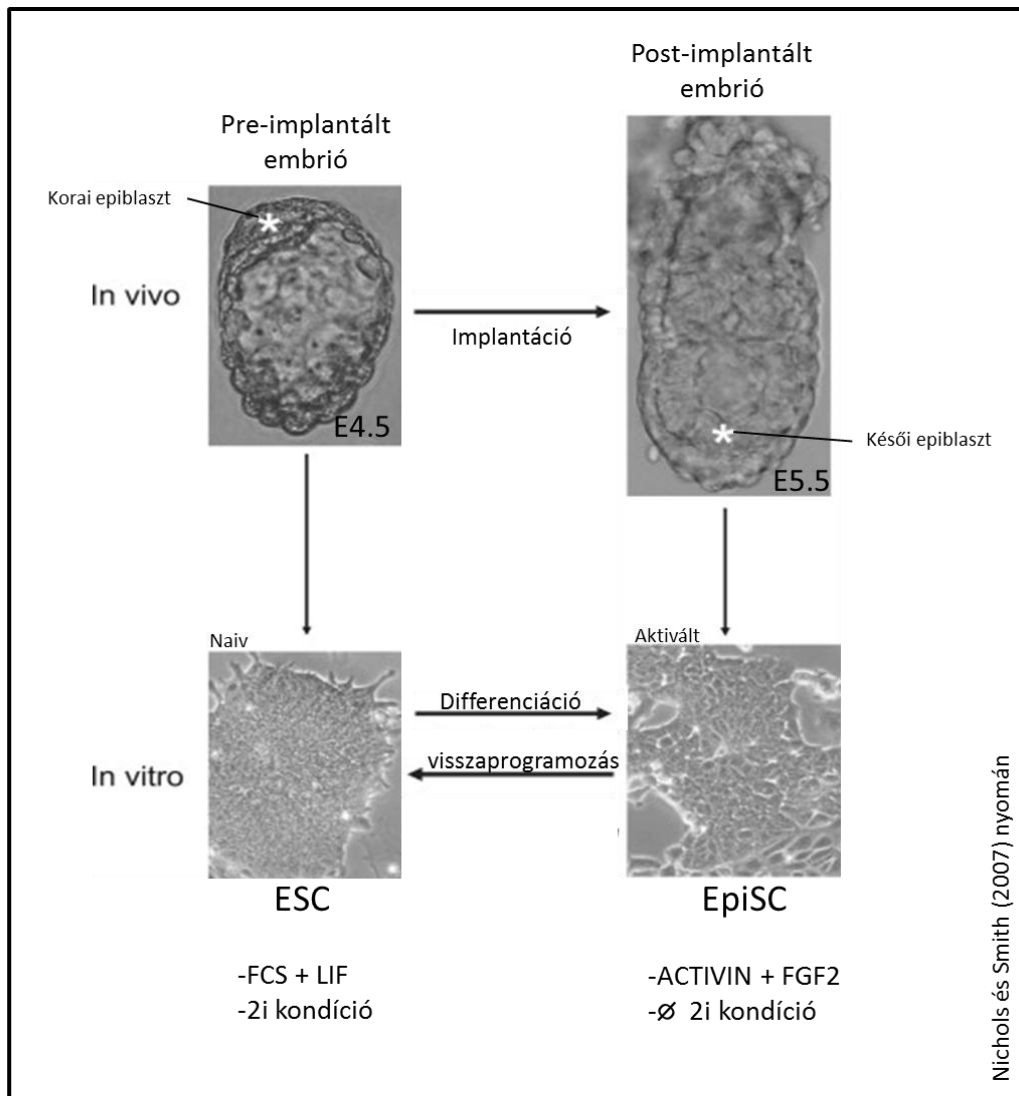 Pre-implantált
embrió
Post-implantált
embrió
Korai epiblaszt
In vivo
Implantáció
E4.5
Késői epiblaszt
E5.5
Naiv
Aktivált
Differenciáció
visszaprogramozás
In vitro
ESC
EpiSC
-FCS + LIF
-2i kondíció
-ACTIVIN + FGF2
-Ø 2i kondíció
Nichols és Smith (2007) nyomán